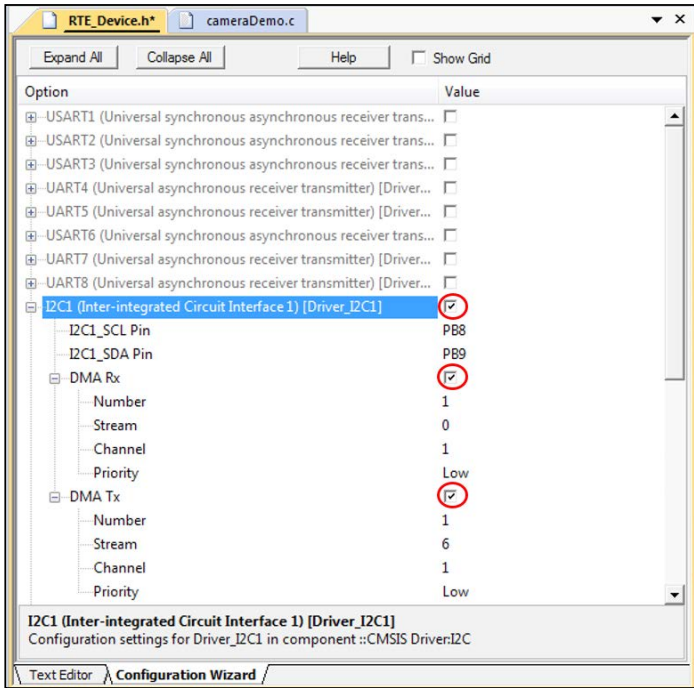 RTE_Device.h* cameraDemo.c
Expand All Collapse All Help Show Grid
Option Value
USART1 (Universal synchronous asynchronous receiver trans...
USART2 (Universal synchronous asynchronous receiver trans...
USART3 (Universal synchronous asynchronous receiver trans...
UART4 (Universal asynchronous receiver transmitter) [Driver...
UART5 (Universal asynchronous receiver transmitter) [Driver...
USART6 (Universal synchronous asynchronous receiver trans...
UART7 (Universal asynchronous receiver transmitter) [Driver...
UART8 (Universal asynchronous receiver transmitter) [Driver...
I2C1 (Inter-integrated Circuit Interface 1) [Driver_I2C1]
I2C1_SCL Pin PB8
I2C1_SDA Pin PB9
DMA Rx
Number 1
Stream 0
Channel 1
Priority Low
DMA Tx
Number 1
Stream 6
Channel 1
Priority Low
I2C1 (Inter-integrated Circuit Interface 1) [Driver_I2C1]
Configuration settings for Driver_I2C1 in component ::CMSIS Driver:I2C
Text Editor Configuration Wizard